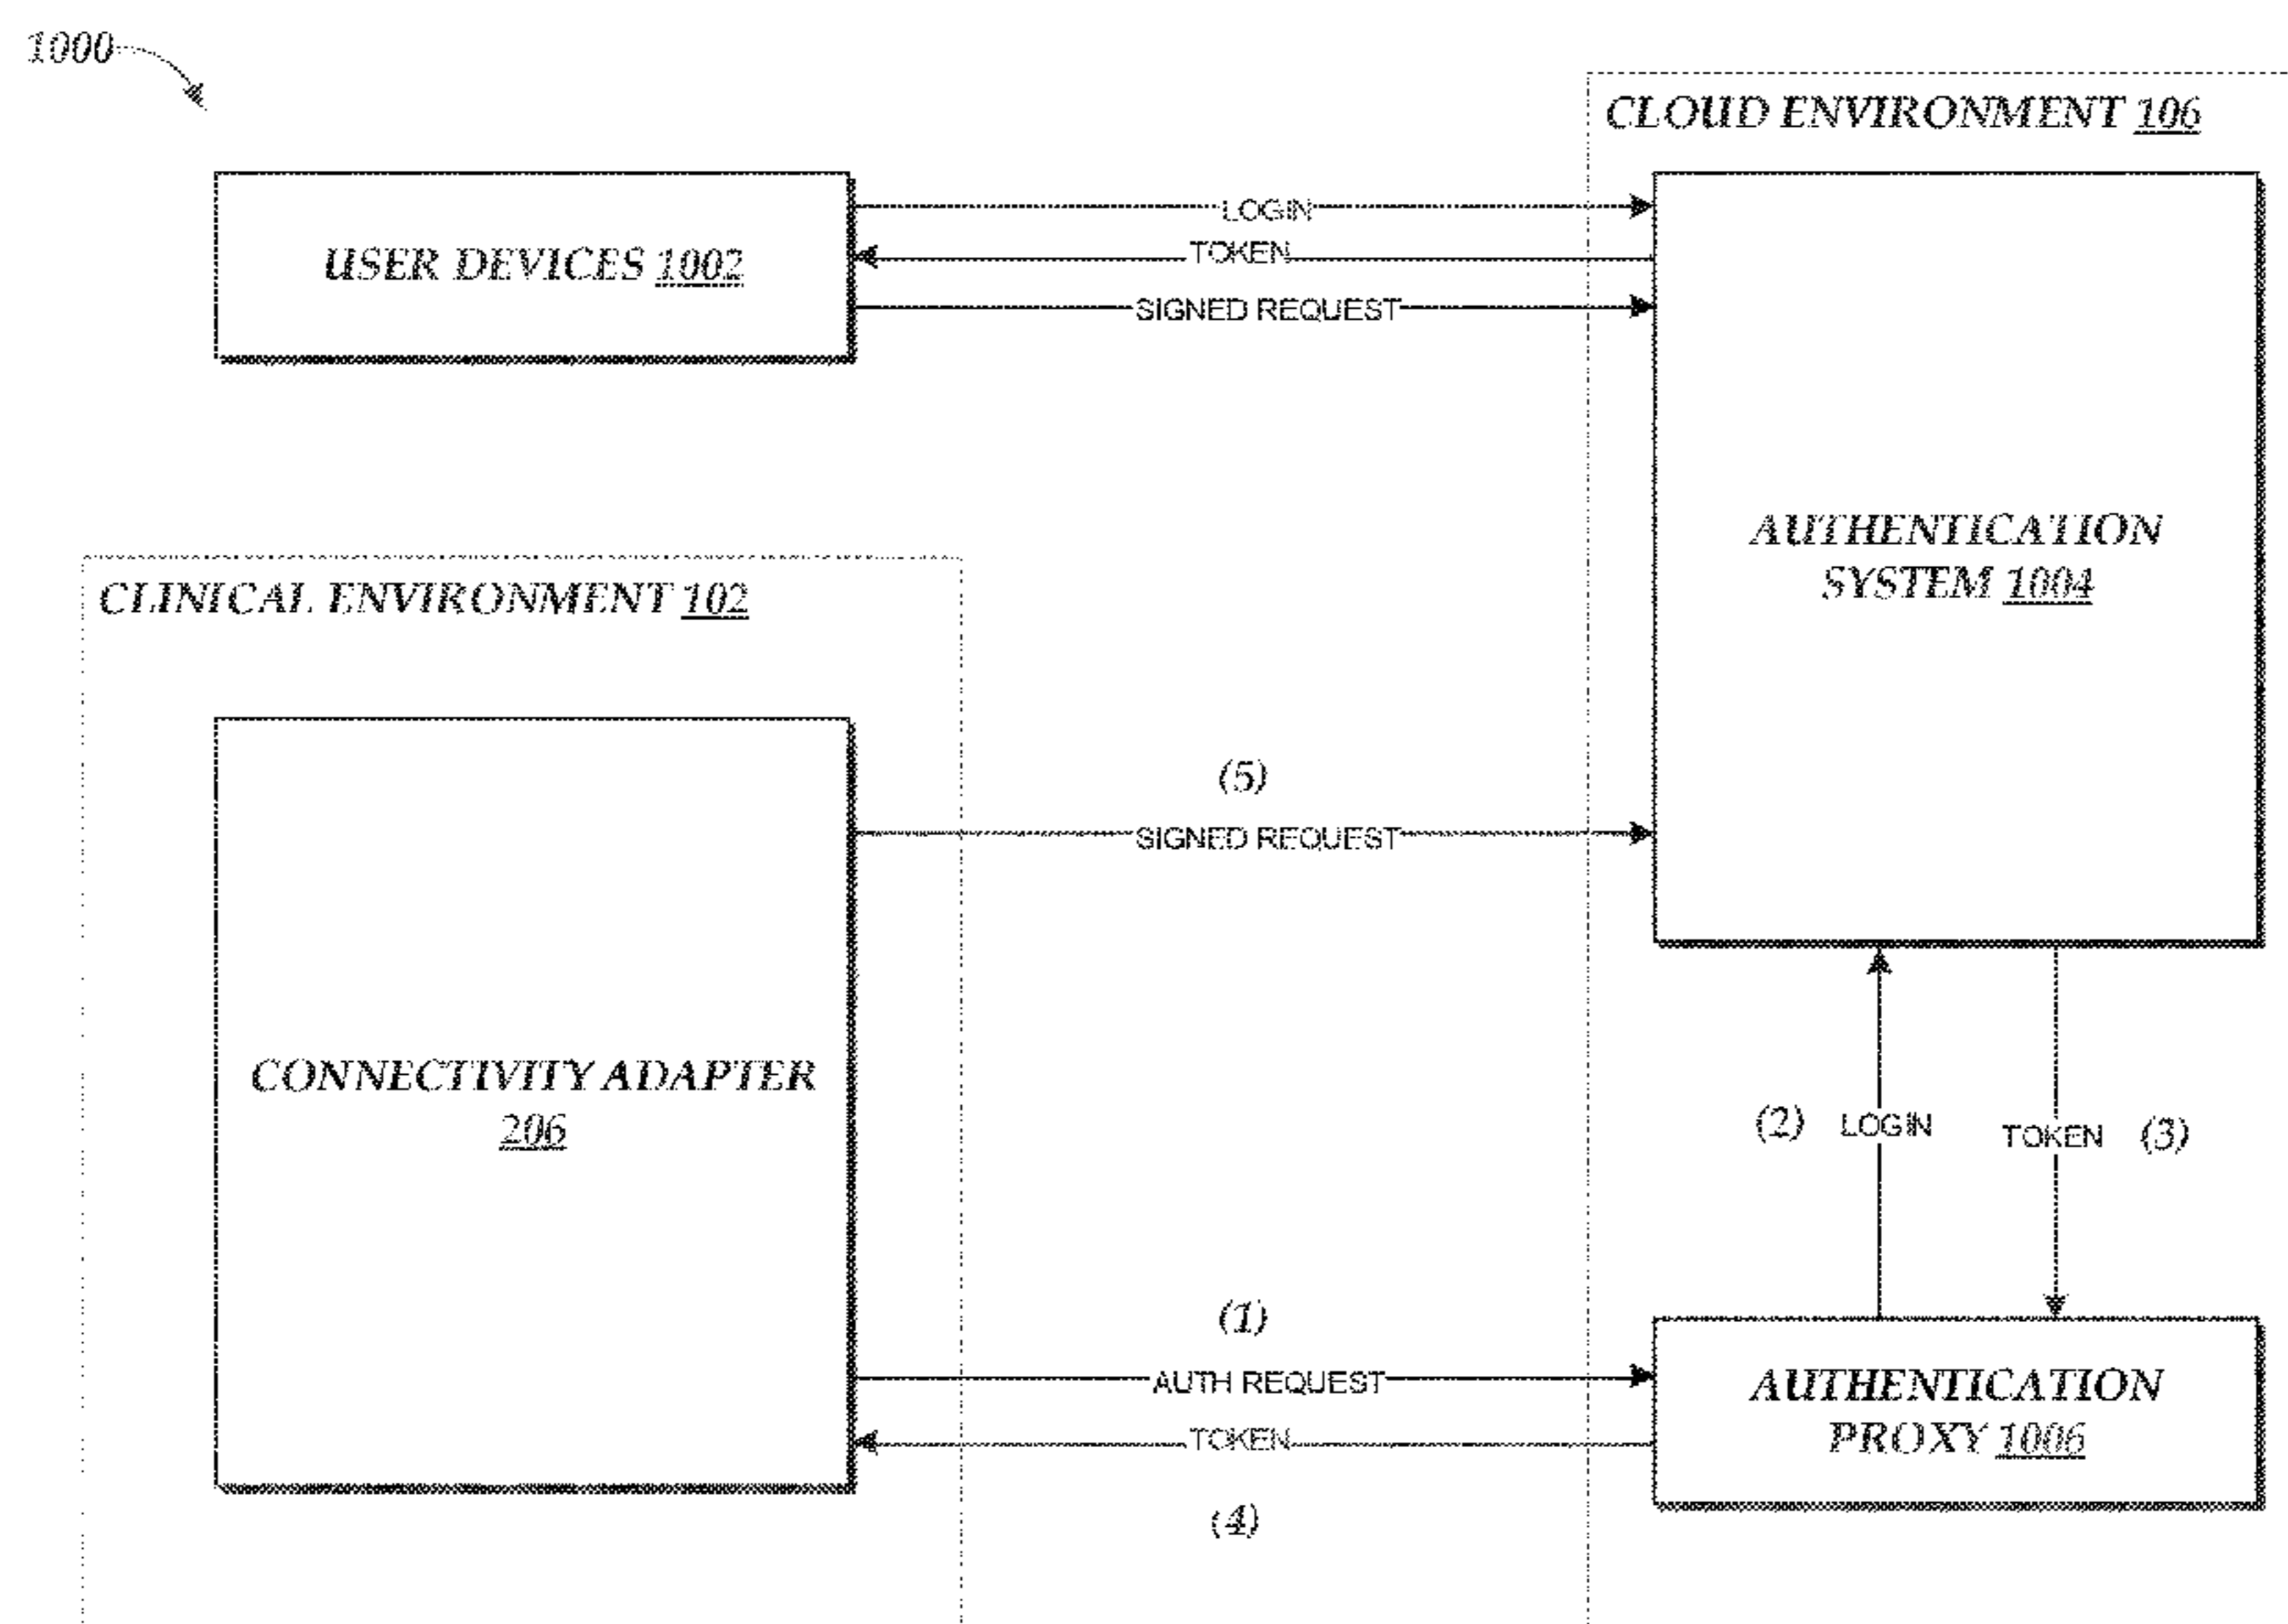 1000
CLOUD ENVIRONMENT 106
LOGIN
USER DEVICES 1002
TOKEN
SIGNED REQUEST
AUTHENTICATION
SYSTEM 1004
CLINICAL ENVIRONMENT 102
(5)
SIGNED REQUEST
CONNECTIVITY ADAPTER
206
(2) LOGIN
TOKEN (3)
(1)
AUTH REQUEST
AUTHENTICATION
PROXY 1006
TOKEN
(4)